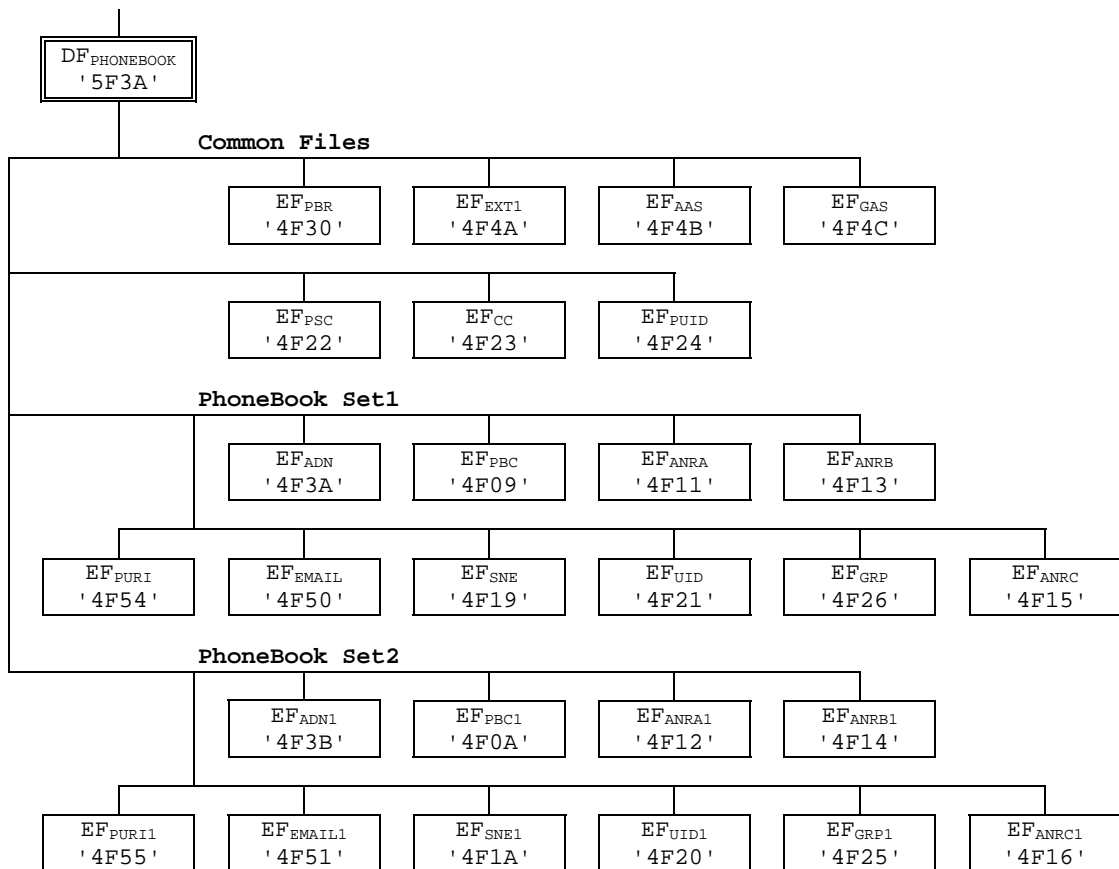 DFPHONEBOOK
'5F3A'
Common Files
EFPBR EFEXT1 EFAAS EFGAS
'4F30' '4F4A' '4F4B' '4F4C'
EFPSC EFCC EFPUID
'4F22' '4F23' '4F24'
PhoneBook Set1
EFADN EFPBC EFANRA EFANRB
'4F3A' '4F09' '4F11' '4F13'
EFPURI EFEMAIL EFSNE EFUID EFGRP EFANRC
'4F54' '4F50' '4F19' '4F21' '4F26' '4F15'
PhoneBook Set2
EFADN1 EFPBC1 EFANRA1 EFANRB1
'4F3B' '4F0A' '4F12' '4F14'
EFPURI1 EFEMAIL1 EFSNE1 EFUID1 EFGRP1 EFANRC1
'4F55' '4F51' '4F1A' '4F20' '4F25' '4F16'